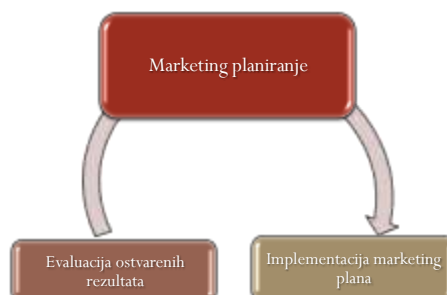 Marketing planiranje
Evaluacija ostvarenih
rezultata
Implementacija marketing
plana